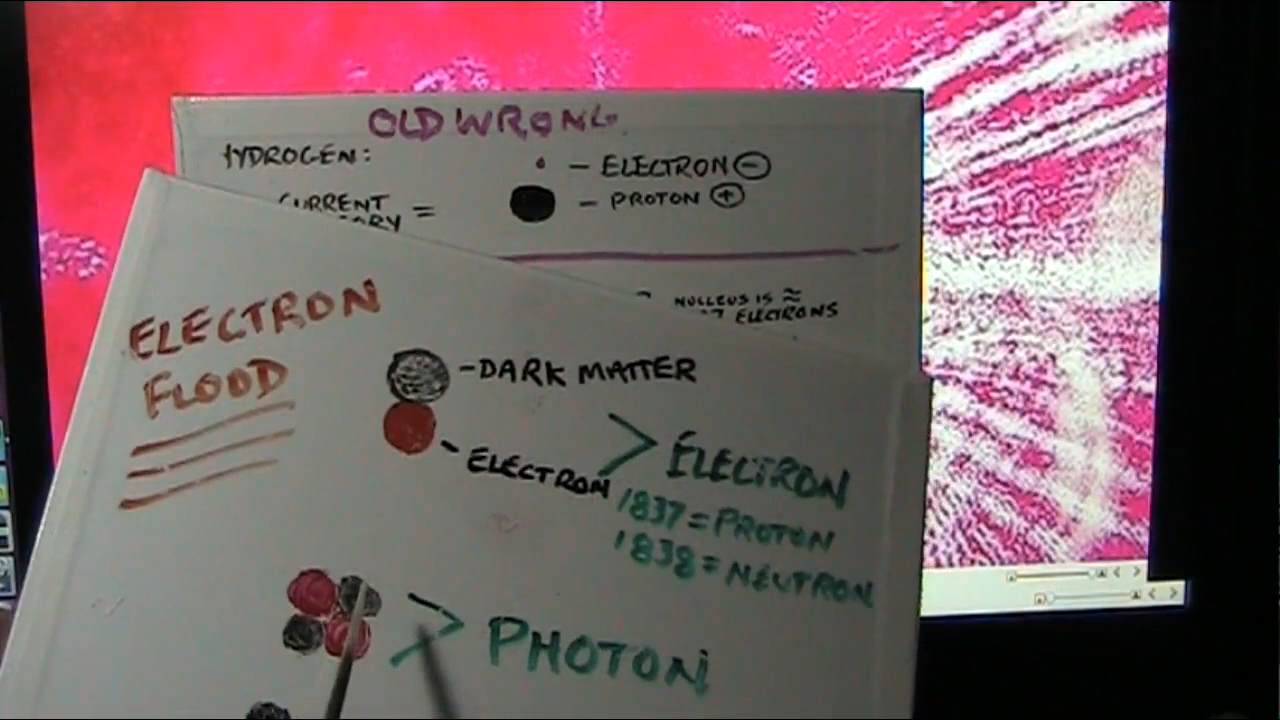 OLD WRONG
HYDROGEN:
- ELECTRON -
CURRENT
=
- PROTON +
NUCLEUS IS ≈
ELECTRONS
ELECTRON
FLOOD
- DARK MATTER
- ELECTRON
> ELECTRON
1837 = PROTON
1838 = NEUTRON
> PHOTON